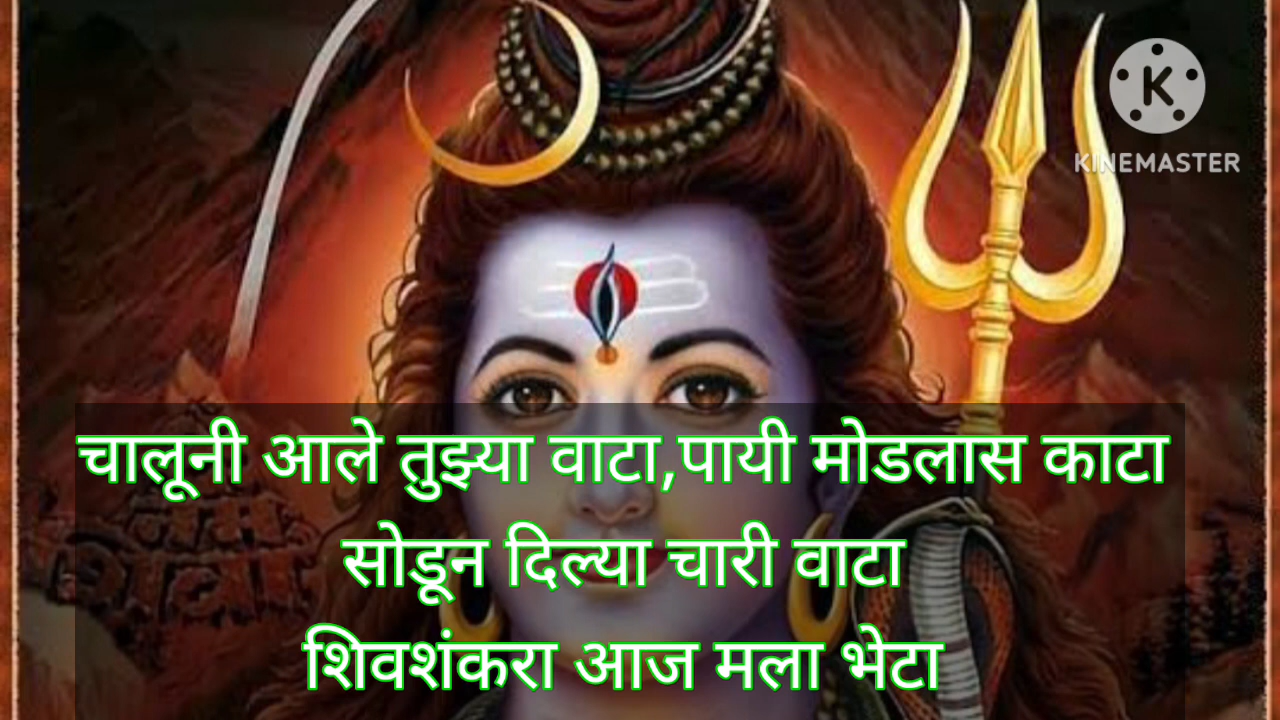 KINEMASTER
चालूनी आले तुझ्या वाटा,पायी मोडलास काटा
सोडून दिल्या चारी वाटा
शिवशंकरा आज मला भेटा